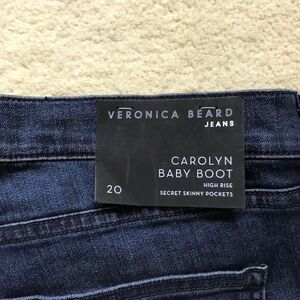 VERONICA BEARD
JEANS
CAROLYN
BABY BOOT
20
HIGH RISE
SECRET SKINNY POCKETS